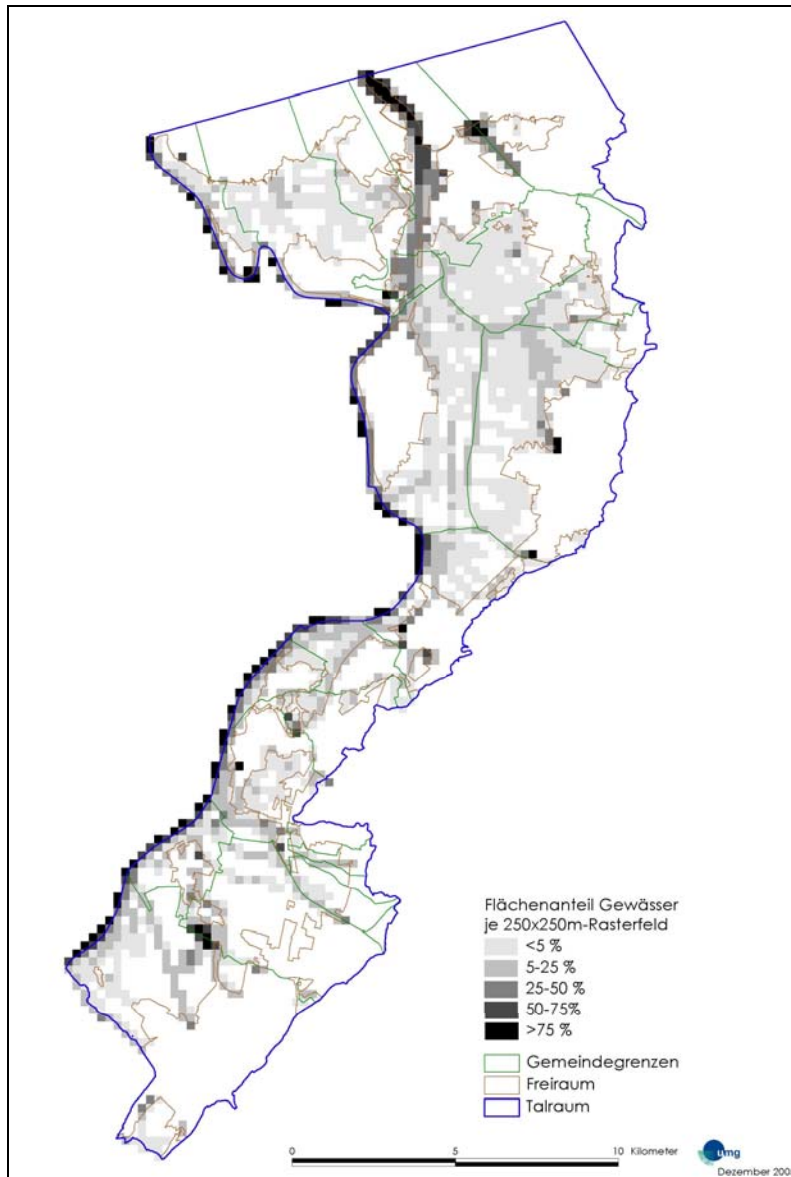 Flächenanteil Gewässer
je 250x250m-Rasterfeld
<5 %
5-25 %
25-50 %
50-75%
>75 %
Gemeindegrenzen
Freiraum
Talraum
0 5 10 Kilometer
umg
Dezember